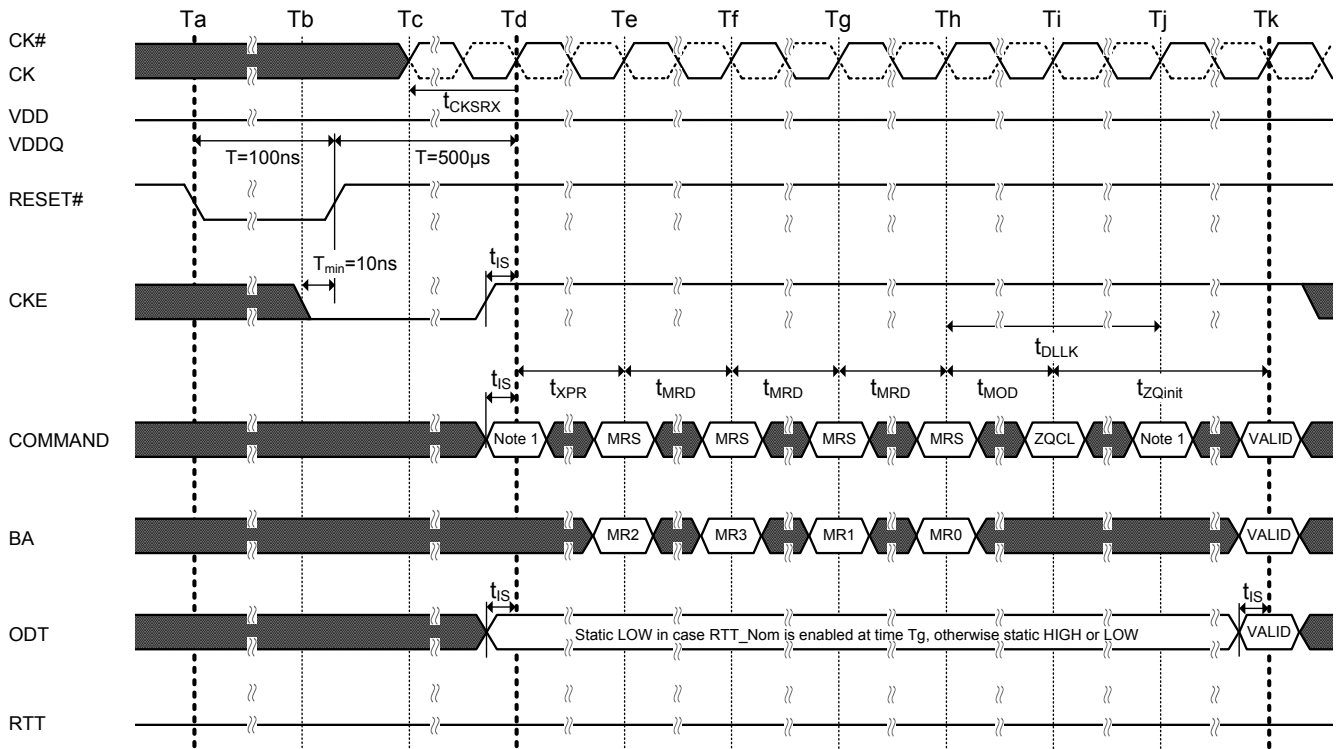 Ta Tb Tc Td Te Tf Tg Th Ti Tj Tk
CK#
CK
tCKSRX
VDD
VDDQ
T=100ns T=500µs
RESET#
Tmin=10ns tIS
CKE
tDLLK
tIS tXPR tMRD tMRD tMRD tMOD tZQinit
COMMAND Note 1 MRS MRS MRS MRS ZQCL Note 1 VALID
BA MR2 MR3 MR1 MR0 VALID
tIS tIS
ODT Static LOW in case RTT_Nom is enabled at time Tg, otherwise static HIGH or LOW VALID
RTT